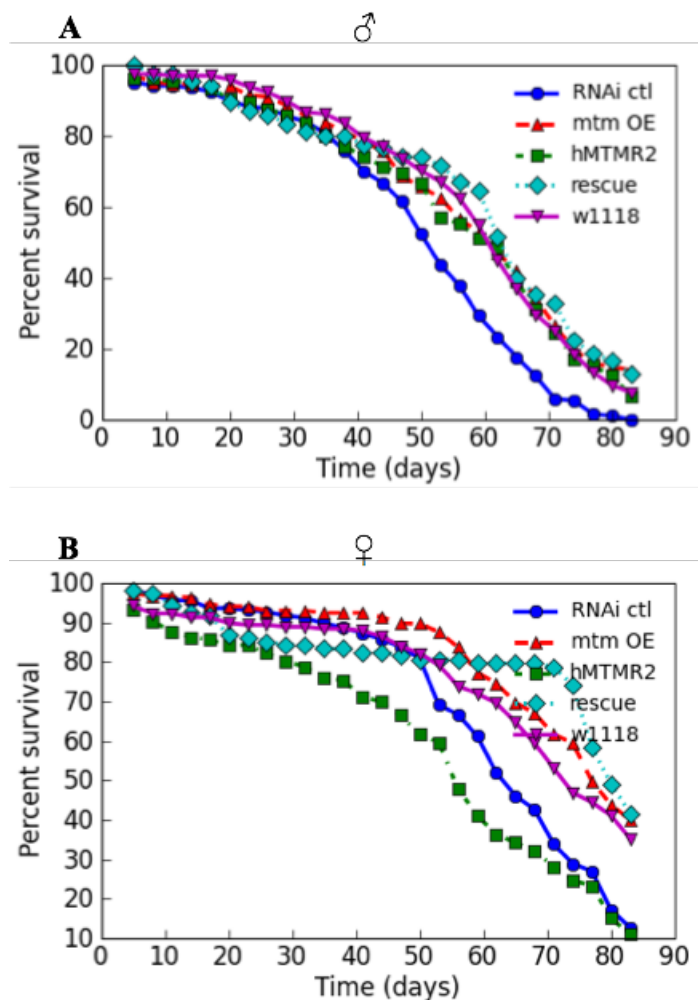 A ♂
100
80
60
40
20
0
Percent survival
RNAi ctl
mtm OE
hMTMR2
rescue
w1118
0 10 20 30 40 50 60 70 80 90
Time (days)
B ♀
100
90
80
70
60
50
40
30
20
10
Percent survival
RNAi ctl
mtm OE
hMTMR2
rescue
w1118
0 10 20 30 40 50 60 70 80 90
Time (days)